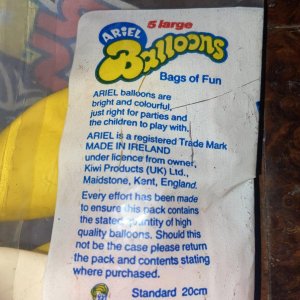 5 large
ARIEL
Balloons
Bags of Fun
ARIEL balloons are
bright and colourful,
just right for parties and
the children to play with.
ARIEL is a registered Trade Mark
MADE IN IRELAND
under licence from owner,
Kiwi Products (UK) Ltd.,
Maidstone, Kent, England.
Every effort has been made
to ensure this pack contains
the stated quantity of high
quality balloons. Should this
not be the case please return
the pack and contents stating
where purchased.
Standard 20cm